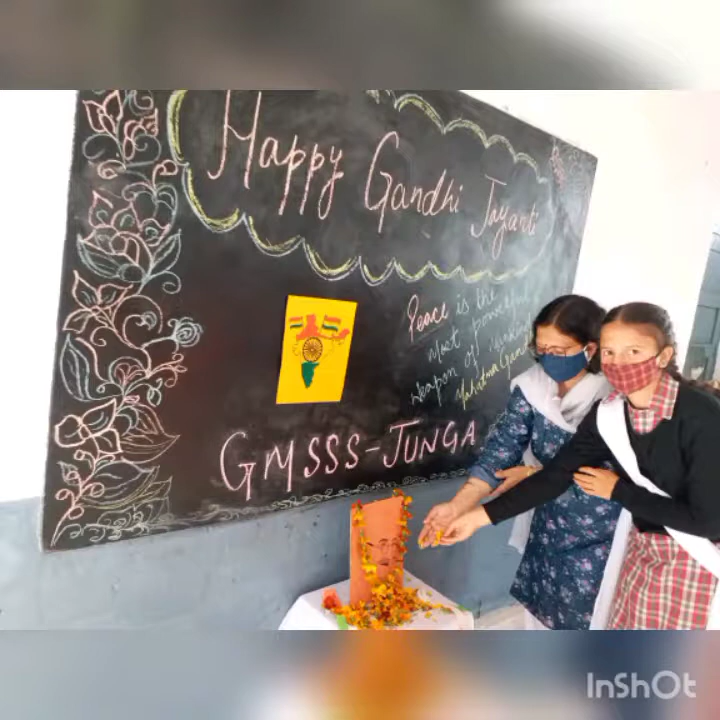 Happy Gandhi Jayanti
Peace is the
most powerful
weapon of mankind
Mahatma Gandhi
GMSSS-JUNGA
InShOt